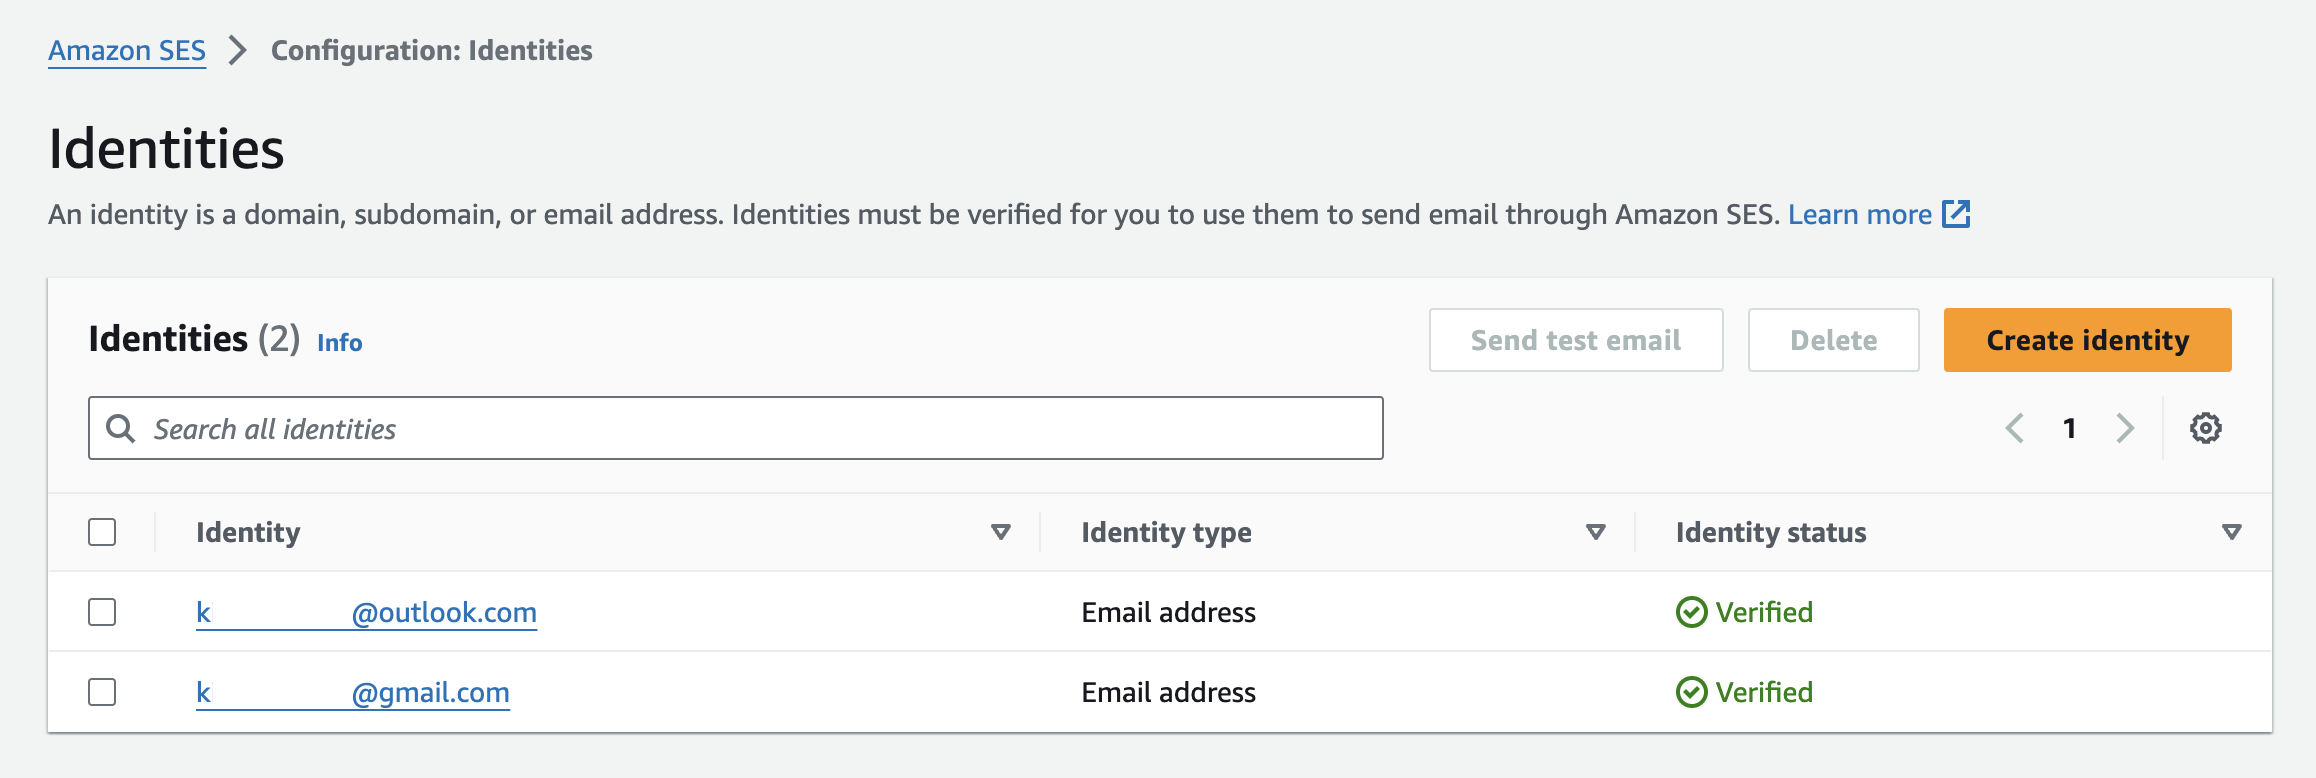 Amazon SES > Configuration: Identities
Identities
An identity is a domain, subdomain, or email address. Identities must be verified for you to use them to send email through Amazon SES. Learn more
Identities (2) Info
Send test email
Delete
Create identity
Search all identities
1
Identity
Identity type
Identity status
k @outlook.com
Email address
Verified
k @gmail.com
Email address
Verified